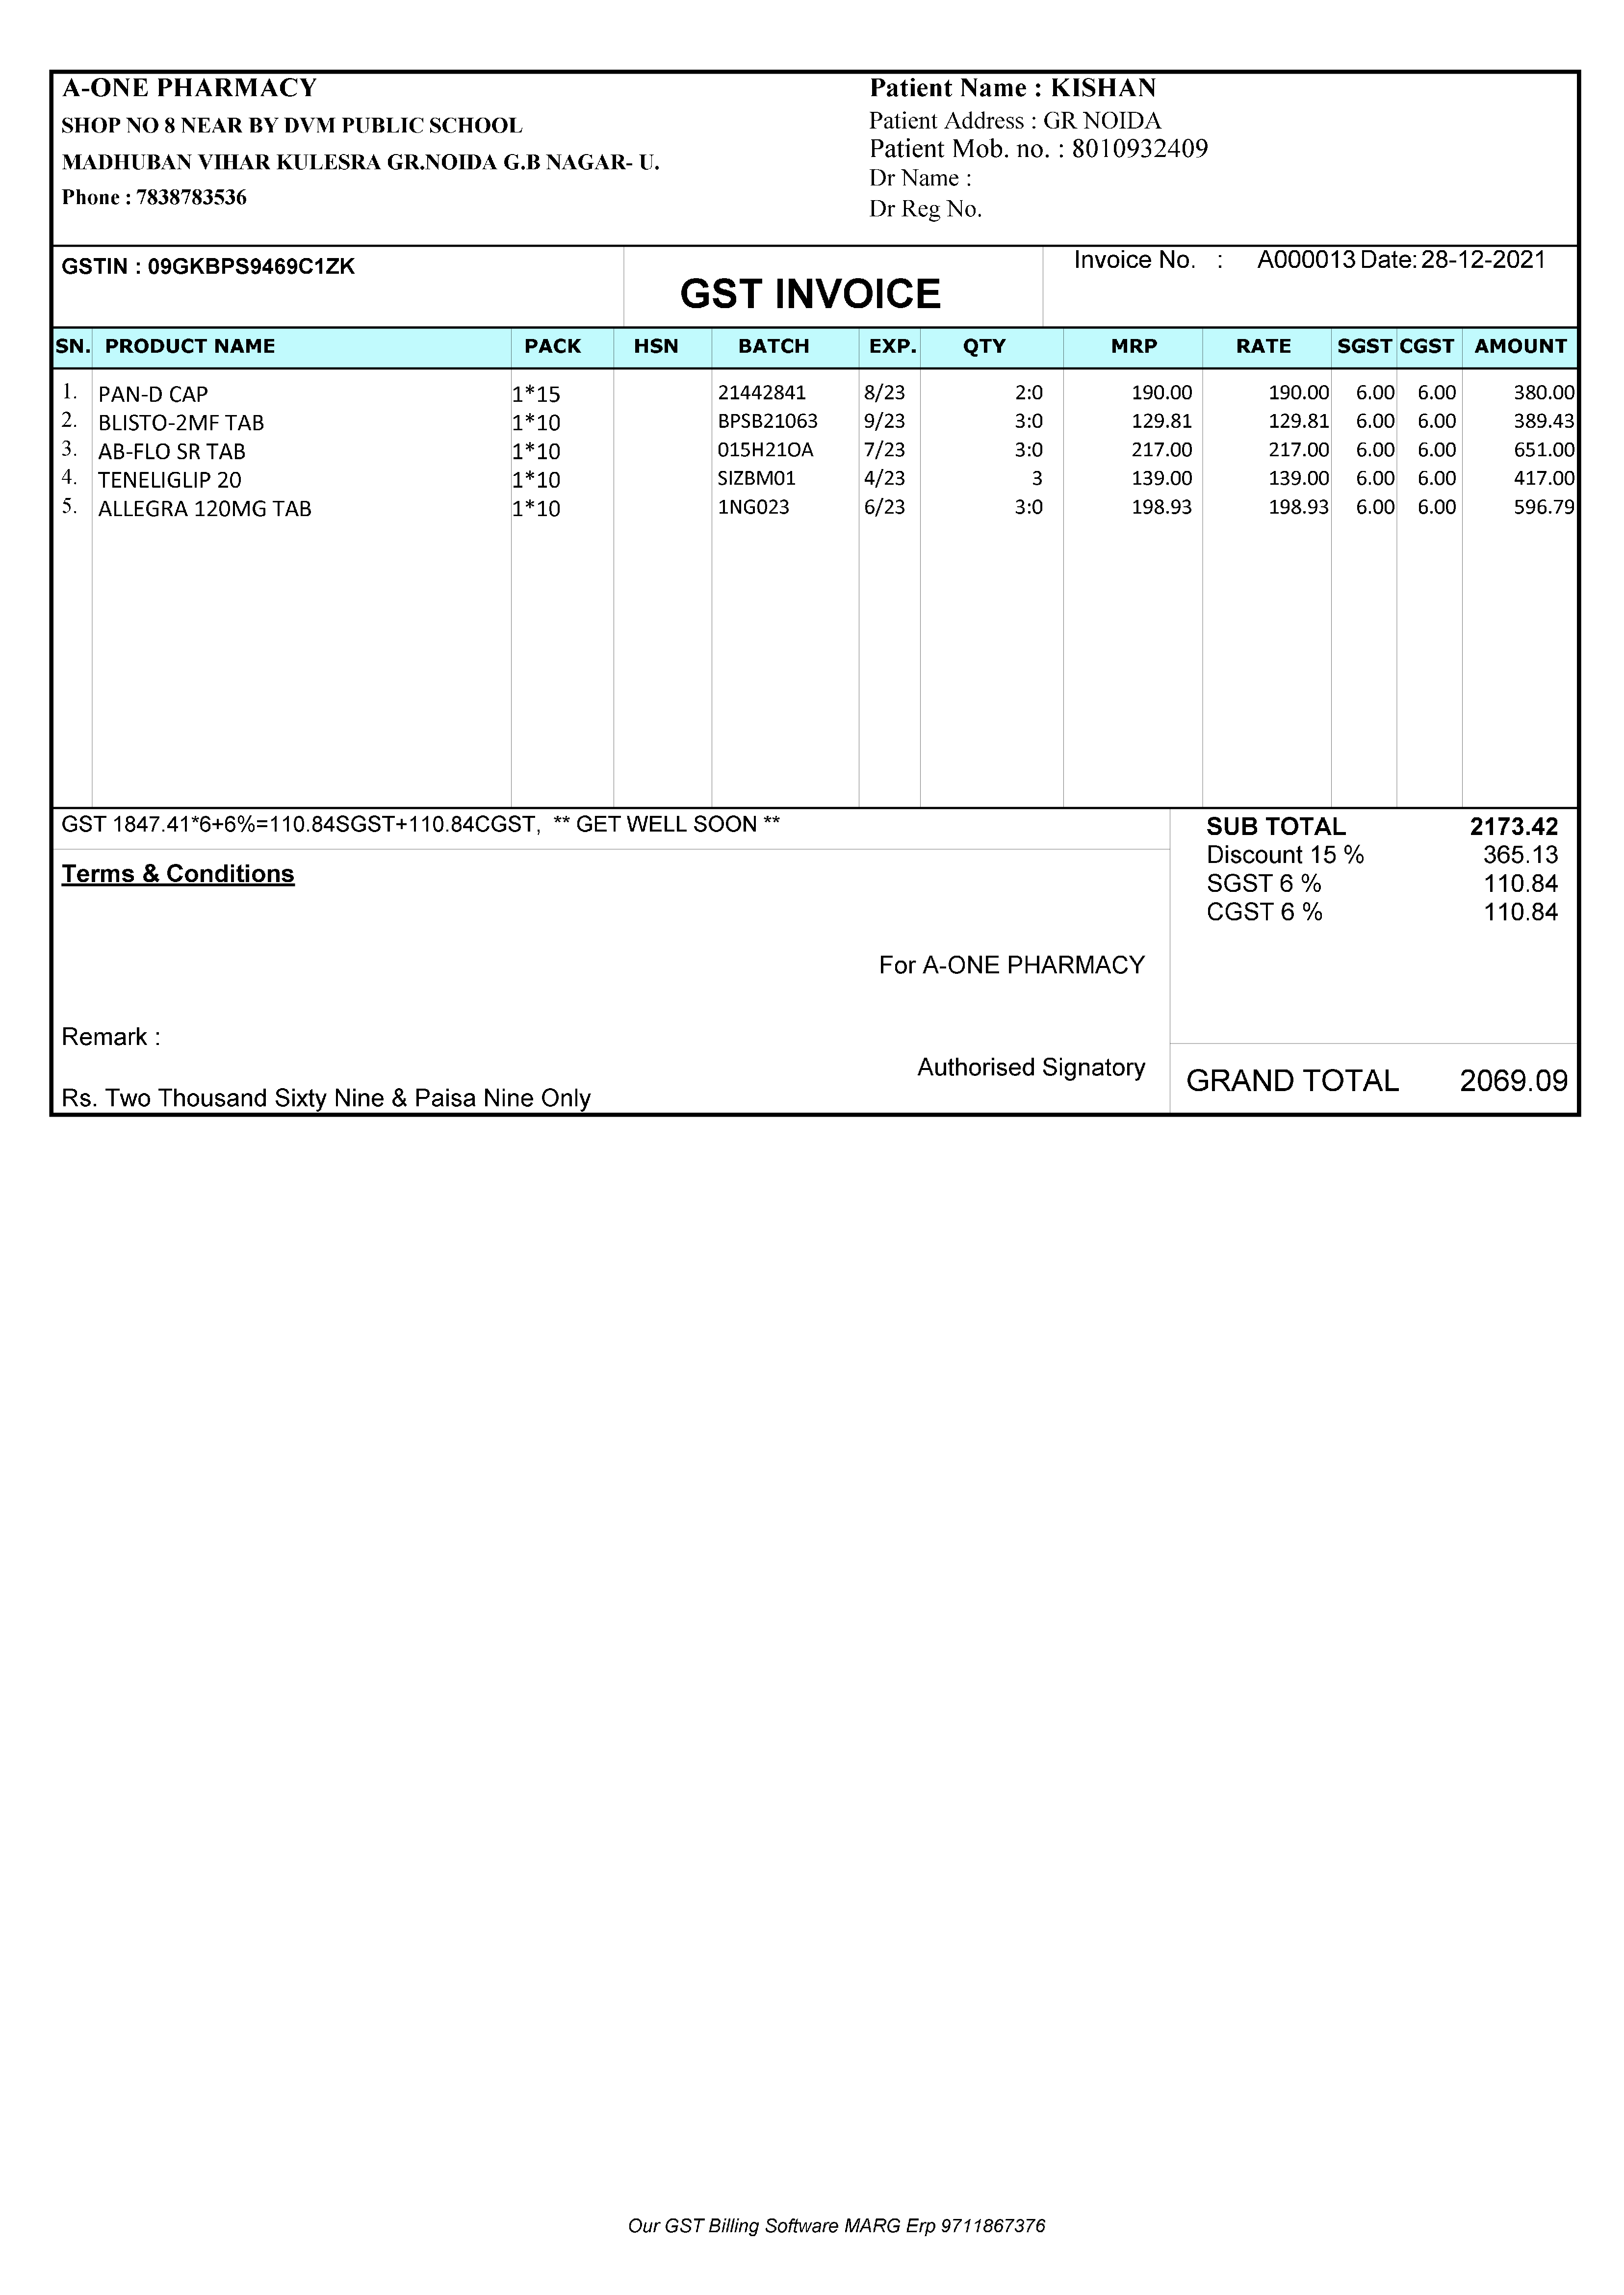 A-ONE PHARMACY
SHOP NO 8 NEAR BY DVM PUBLIC SCHOOL
MADHUBAN VIHAR KULESRA GR.NOIDA G.B NAGAR- U.
Phone : 7838783536
Patient Name : KISHAN
Patient Address : GR NOIDA
Patient Mob. no. : 8010932409
Dr Name :
Dr Reg No.
GSTIN : 09GKBPS9469C1ZK
GST INVOICE
Invoice No. : A000013 Date: 28-12-2021
SN. PRODUCT NAME PACK HSN BATCH EXP. QTY MRP RATE SGST CGST AMOUNT
1. PAN-D CAP 1*15 21442841 8/23 2:0 190.00 190.00 6.00 6.00 380.00
2. BLISTO-2MF TAB 1*10 BPSB21063 9/23 3:0 129.81 129.81 6.00 6.00 389.43
3. AB-FLO SR TAB 1*10 015H21OA 7/23 3:0 217.00 217.00 6.00 6.00 651.00
4. TENELIGLIP 20 1*10 SIZBM01 4/23 3 139.00 139.00 6.00 6.00 417.00
5. ALLEGRA 120MG TAB 1*10 1NG023 6/23 3:0 198.93 198.93 6.00 6.00 596.79
GST 1847.41*6+6%=110.84SGST+110.84CGST, ** GET WELL SOON **
Terms & Conditions
For A-ONE PHARMACY
Remark :
Authorised Signatory
Rs. Two Thousand Sixty Nine & Paisa Nine Only
SUB TOTAL 2173.42
Discount 15 % 365.13
SGST 6 % 110.84
CGST 6 % 110.84
GRAND TOTAL 2069.09
Our GST Billing Software MARG Erp 9711867376